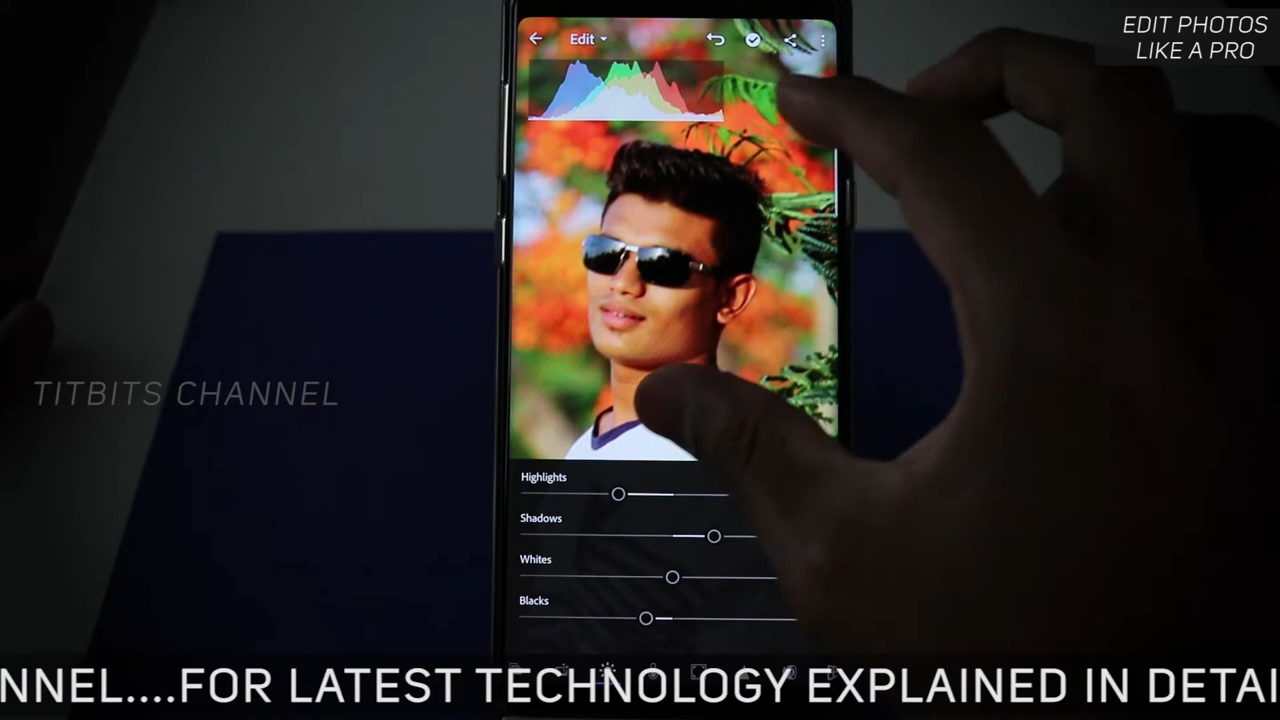 EDIT PHOTOS
LIKE A PRO
Edit
TITBITS CHANNEL
Highlights
Shadows
Whites
Blacks
NNEL....FOR LATEST TECHNOLOGY EXPLAINED IN DETAI